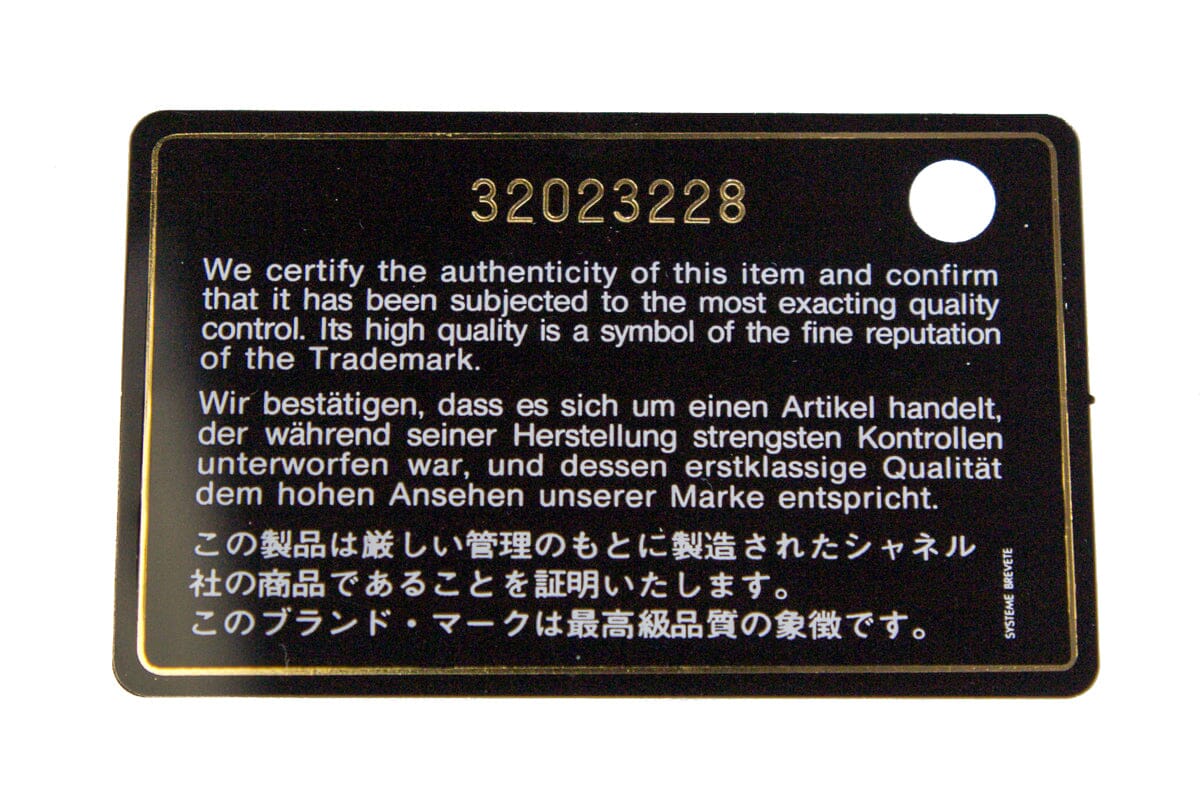 32023228
We certify the authenticity of this item and confirm
that it has been subjected to the most exacting quality
control. Its high quality is a symbol of the fine reputation
of the Trademark.
Wir bestätigen, dass es sich um einen Artikel handelt,
der während seiner Herstellung strengsten Kontrollen
unterworfen war, und dessen erstklassige Qualität
dem hohen Ansehen unserer Marke entspricht.
この製品は厳しい管理のもとに製造されたシャネル
社の商品であることを証明いたします。
このブランド・マークは最高級品質の象徴です。
SYSTEME BREVETE